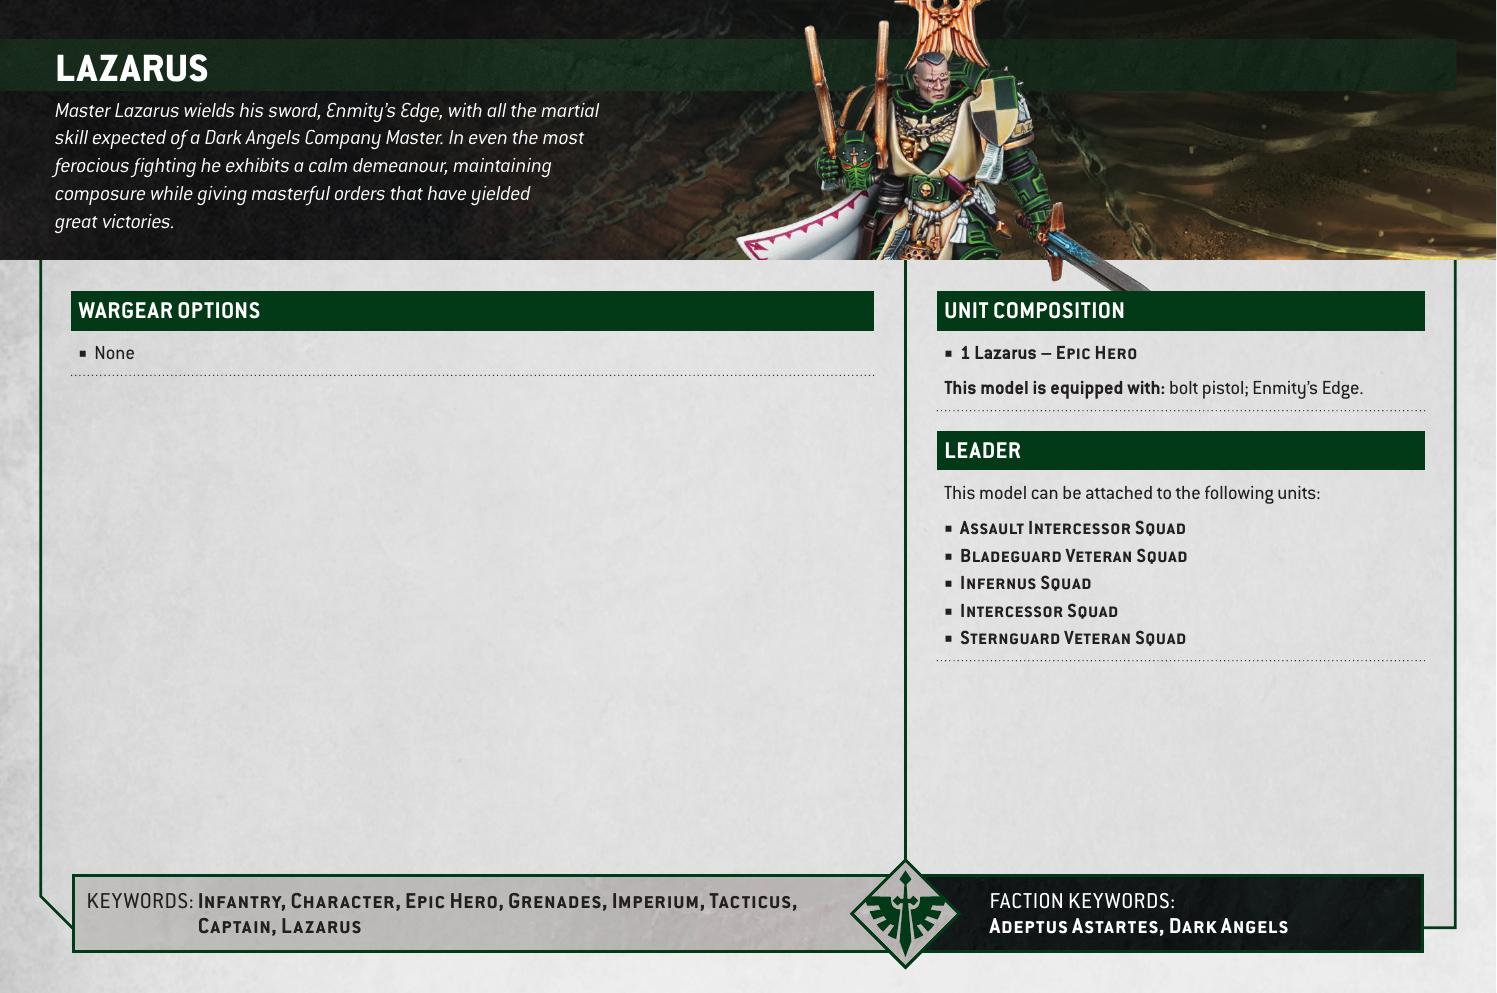 LAZARUS
Master Lazarus wields his sword, Enmity's Edge, with all the martial
skill expected of a Dark Angels Company Master. In even the most
ferocious fighting he exhibits a calm demeanour, maintaining
composure while giving masterful orders that have yielded
great victories.
WARGEAR OPTIONS
▪ None
UNIT COMPOSITION
▪ 1 Lazarus – Epic Hero
This model is equipped with: bolt pistol; Enmity's Edge.
LEADER
This model can be attached to the following units:
▪ Assault Intercessor Squad
▪ Bladeguard Veteran Squad
▪ Infernus Squad
▪ Intercessor Squad
▪ Sternguard Veteran Squad
KEYWORDS: Infantry, Character, Epic Hero, Grenades, Imperium, Tacticus,
Captain, Lazarus
FACTION KEYWORDS:
Adeptus Astartes, Dark Angels